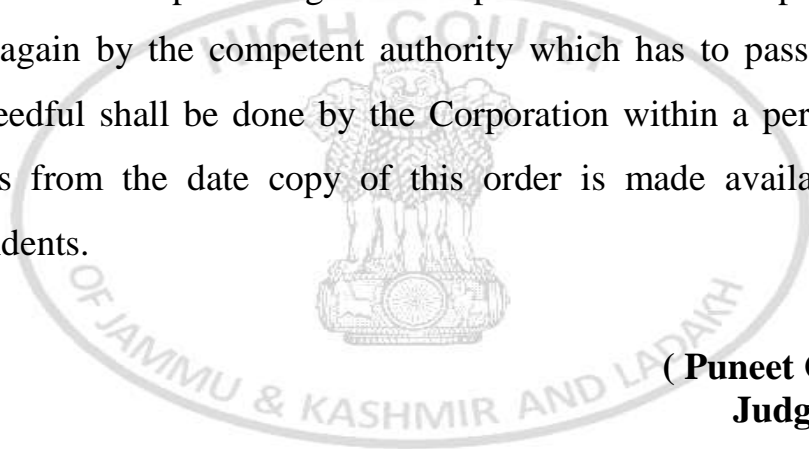 again by the competent authority which has to pass
eedful shall be done by the Corporation within a per
s from the date copy of this order is made availa
dents.
( Puneet G
Judg
HIGH COURT
OF JAMMU & KASHMIR AND LADAKH